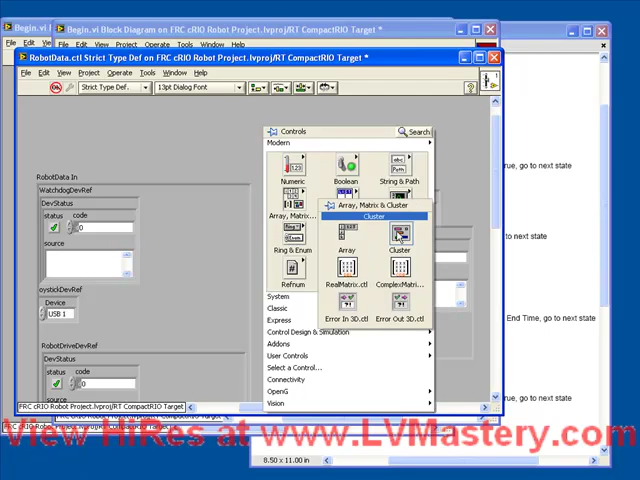 Begin.vi Block Diagram on FRC cRIO Robot Project.lvproj/RT CompactRIO Target *
File Edit View Project Operate Tools Window
RobotData.ctl Strict Type Def on FRC cRIO Robot Project.lvproj/RT CompactRIO Target *
File Edit View Project Operate Tools Window Help
Strict Type Def. 13pt Dialog Font
Controls Search
Modern
Numeric Boolean String & Path
Array, Matrix & Cluster
Cluster
Array, Matrix...
Array Cluster
Ring & Enum
RealMatrix.ctl ComplexMatri...
Refnum
Error In 3D.ctl Error Out 3D.ctl
System
Classic
Express
Control Design & Simulation
Addons
User Controls
Select a Control...
Connectivity
OpenG
Vision
RobotData In
WatchdogDevRef
DevStatus
status code
0
source
oystickDevRef
Device
USB 1
RobotDriveDevRef
DevStatus
status code
0
source
rue, go to next state
next state
End Time, go to next state
rue, go to next state
FRC cRIO Robot Project.lvproj/RT CompactRIO Target
View HiRes at www.LVMastery.com
8.50 x 11.00 in